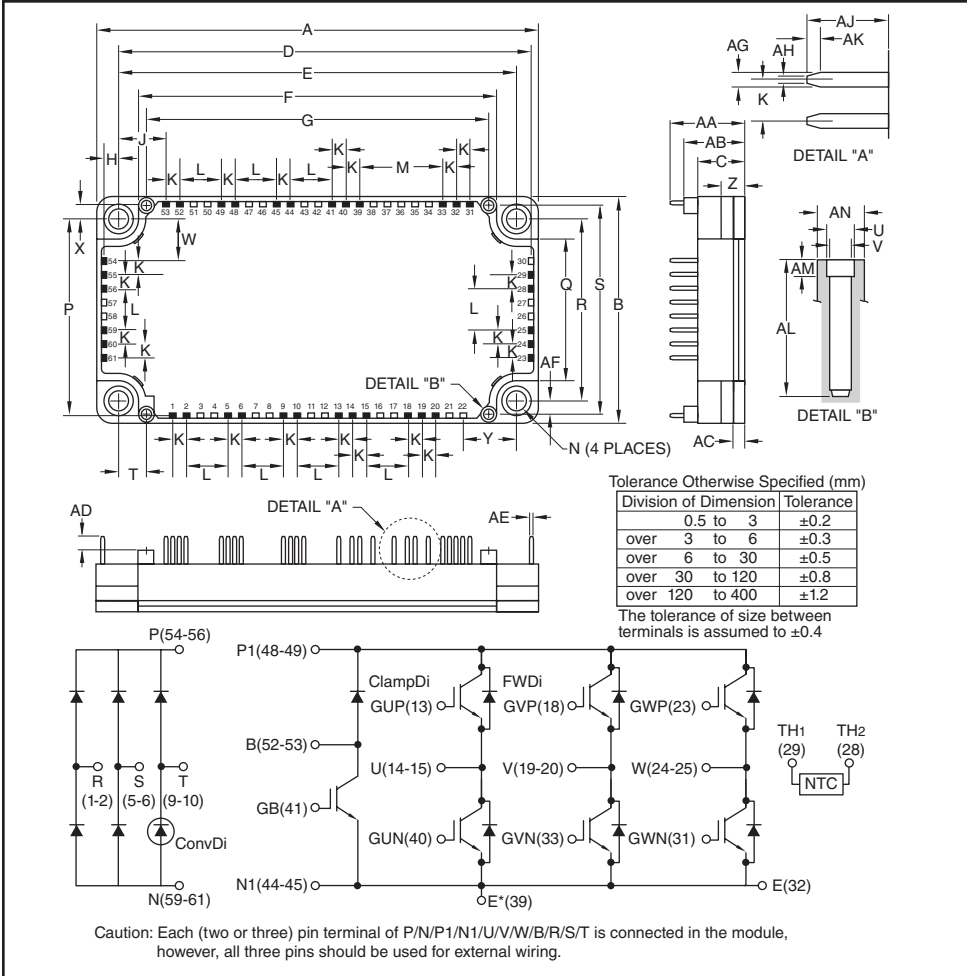 A
D
E
F
G
J
H
K
L
K
L
K
L
K
K
M
K
K
53 52 51 50 49 48 47 46 45 44 43 42 41 40 39 38 37 36 35 34 33 32 31
X
W
P
54
55
56
57
58
59
60
61
K
K
L
K
K
30
29
28
27
26
25
24
23
K
L
K
K
Q
R
S
B
AF
DETAIL "B"
1 2 3 4 5 6 7 8 9 10 11 12 13 14 15 16 17 18 19 20 21 22
N (4 PLACES)
T
K
L
K
L
K
L
K
K
L
K
K
Y
AA
AB
C
Z
AC
AJ
AK
AH
AG
K
DETAIL "A"
AN
U
V
AM
AL
DETAIL "B"
AD
DETAIL "A"
AE
Tolerance Otherwise Specified (mm)
Division of Dimension Tolerance
0.5 to 3 ±0.2
over 3 to 6 ±0.3
over 6 to 30 ±0.5
over 30 to 120 ±0.8
over 120 to 400 ±1.2
The tolerance of size between
terminals is assumed to ±0.4
P(54-56)
R
(1-2)
S
(5-6)
T
(9-10)
ConvDi
N(59-61)
P1(48-49)
ClampDi
FWDi
GUP(13)
GVP(18)
GWP(23)
B(52-53)
U(14-15)
V(19-20)
W(24-25)
GB(41)
GUN(40)
GVN(33)
GWN(31)
N1(44-45)
E*(39)
E(32)
TH1
(29)
TH2
(28)
NTC
Caution: Each (two or three) pin terminal of P/N/P1/N1/U/V/W/B/R/S/T is connected in the module,
however, all three pins should be used for external wiring.